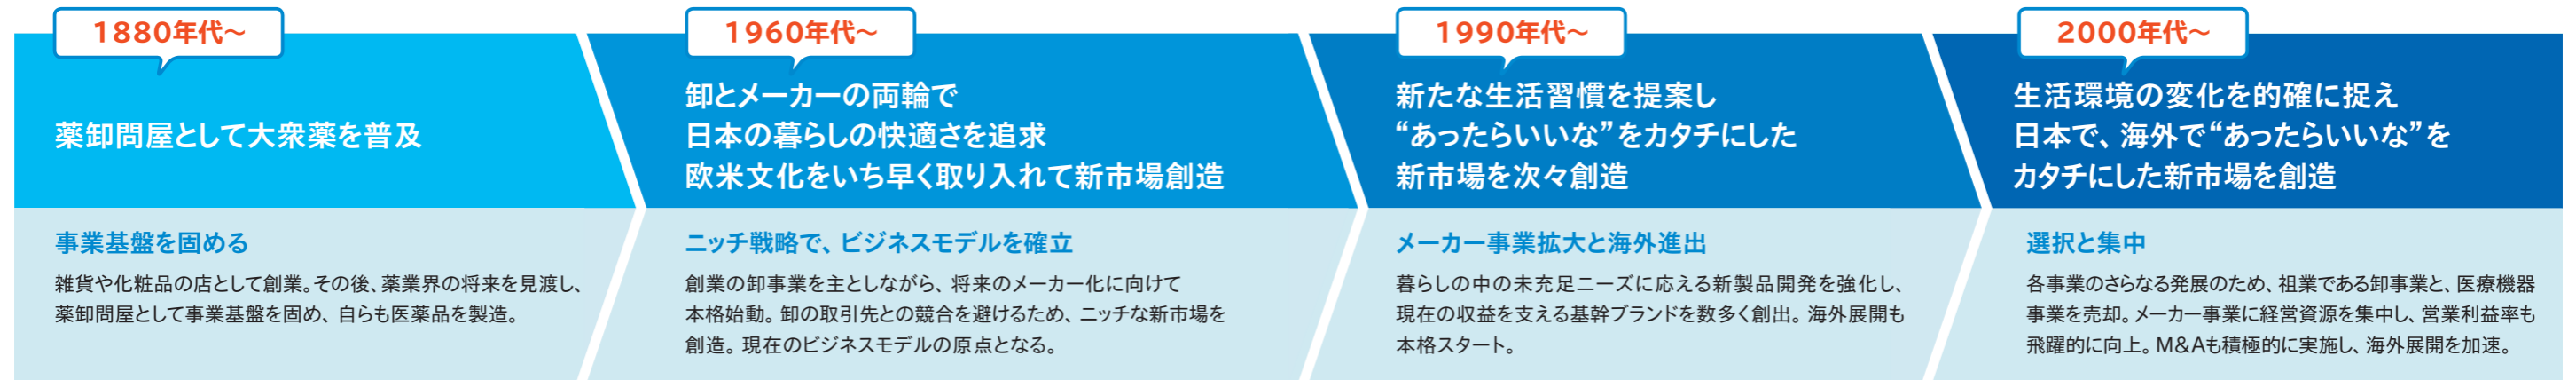 1880年代～
薬卸問屋として大衆薬を普及
事業基盤を固める
雑貨や化粧品の店として創業。その後、薬業界の将来を見渡し、
薬卸問屋として事業基盤を固め、自らも医薬品を製造。
1960年代～
卸とメーカーの両輪で
日本の暮らしの快適さを追求
欧米文化をいち早く取り入れて新市場創造
ニッチ戦略で、ビジネスモデルを確立
創業の卸事業を主としながら、将来のメーカー化に向けて
本格始動。卸の取引先との競合を避けるため、ニッチな新市場を
創造。現在のビジネスモデルの原点となる。
1990年代～
新たな生活習慣を提案し
“あったらいいな”をカタチにした
新市場を次々創造
メーカー事業拡大と海外進出
暮らしの中の未充足ニーズに応える新製品開発を強化し、
現在の収益を支える基幹ブランドを数多く創出。海外展開も
本格スタート。
2000年代～
生活環境の変化を的確に捉え
日本で、海外で“あったらいいな”を
カタチにした新市場を創造
選択と集中
各事業のさらなる発展のため、祖業である卸事業と、医療機器
事業を売却。メーカー事業に経営資源を集中し、営業利益率も
飛躍的に向上。M&Aも積極的に実施し、海外展開を加速。